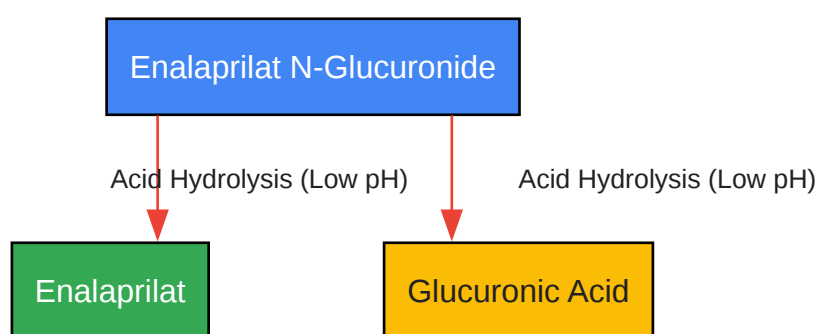 Enalaprilat N-Glucuronide
Acid Hydrolysis (Low pH)
Acid Hydrolysis (Low pH)
Enalaprilat
Glucuronic Acid